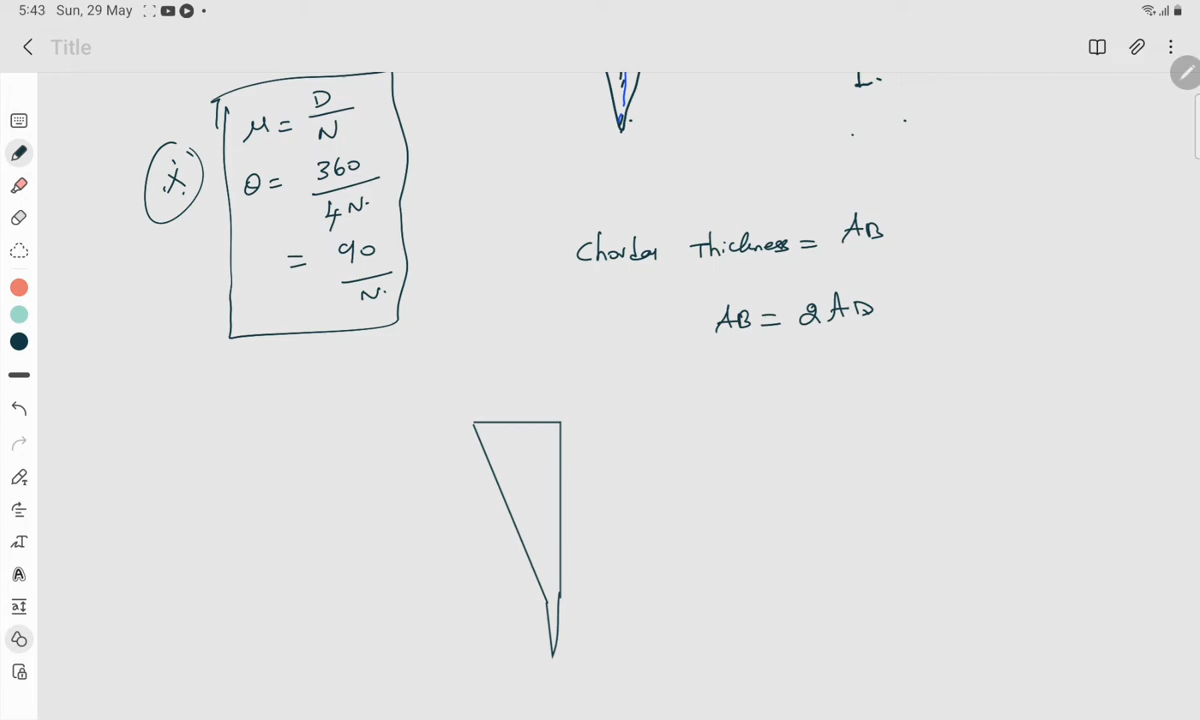 5:43 Sun, 29 May
Title
I.
μ = D/N
θ = 360/4N.
= 90/N.
Chordal Thickness = AB
AB = 2AD